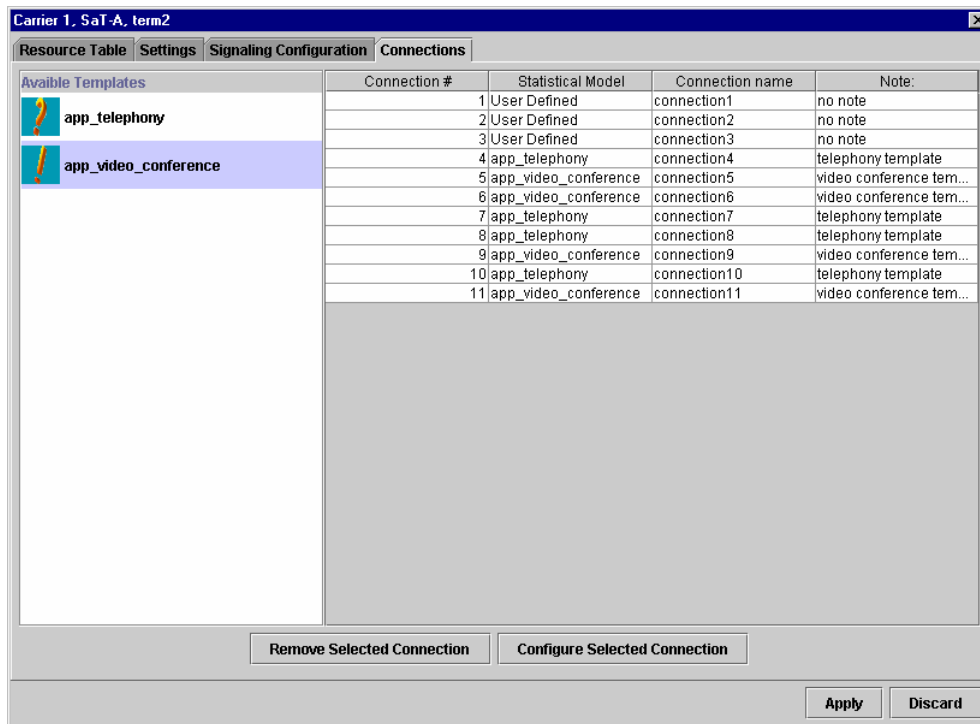 Carrier 1, SaT-A, term2
Resource Table Settings Signaling Configuration Connections
Avaible Templates
app_telephony
app_video_conference
Connection # Statistical Model Connection name Note:
1 User Defined connection1 no note
2 User Defined connection2 no note
3 User Defined connection3 no note
4 app_telephony connection4 telephony template
5 app_video_conference connection5 video conference tem...
6 app_video_conference connection6 video conference tem...
7 app_telephony connection7 telephony template
8 app_telephony connection8 telephony template
9 app_video_conference connection9 video conference tem...
10 app_telephony connection10 telephony template
11 app_video_conference connection11 video conference tem...
Remove Selected Connection Configure Selected Connection
Apply Discard